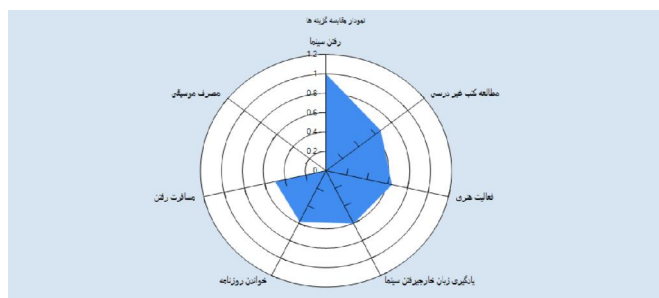 نمودار مقایسه گزینه ها
رفتن سینما
1.2
1
0.8
0.6
0.4
0.2
0
مطالعه کتب غیر درسی
فعالیت هنری
یادگیری زبان خارجیرفتن سینما
خواندن روزنامه
مسافرت رفتن
مصرف موسیقی